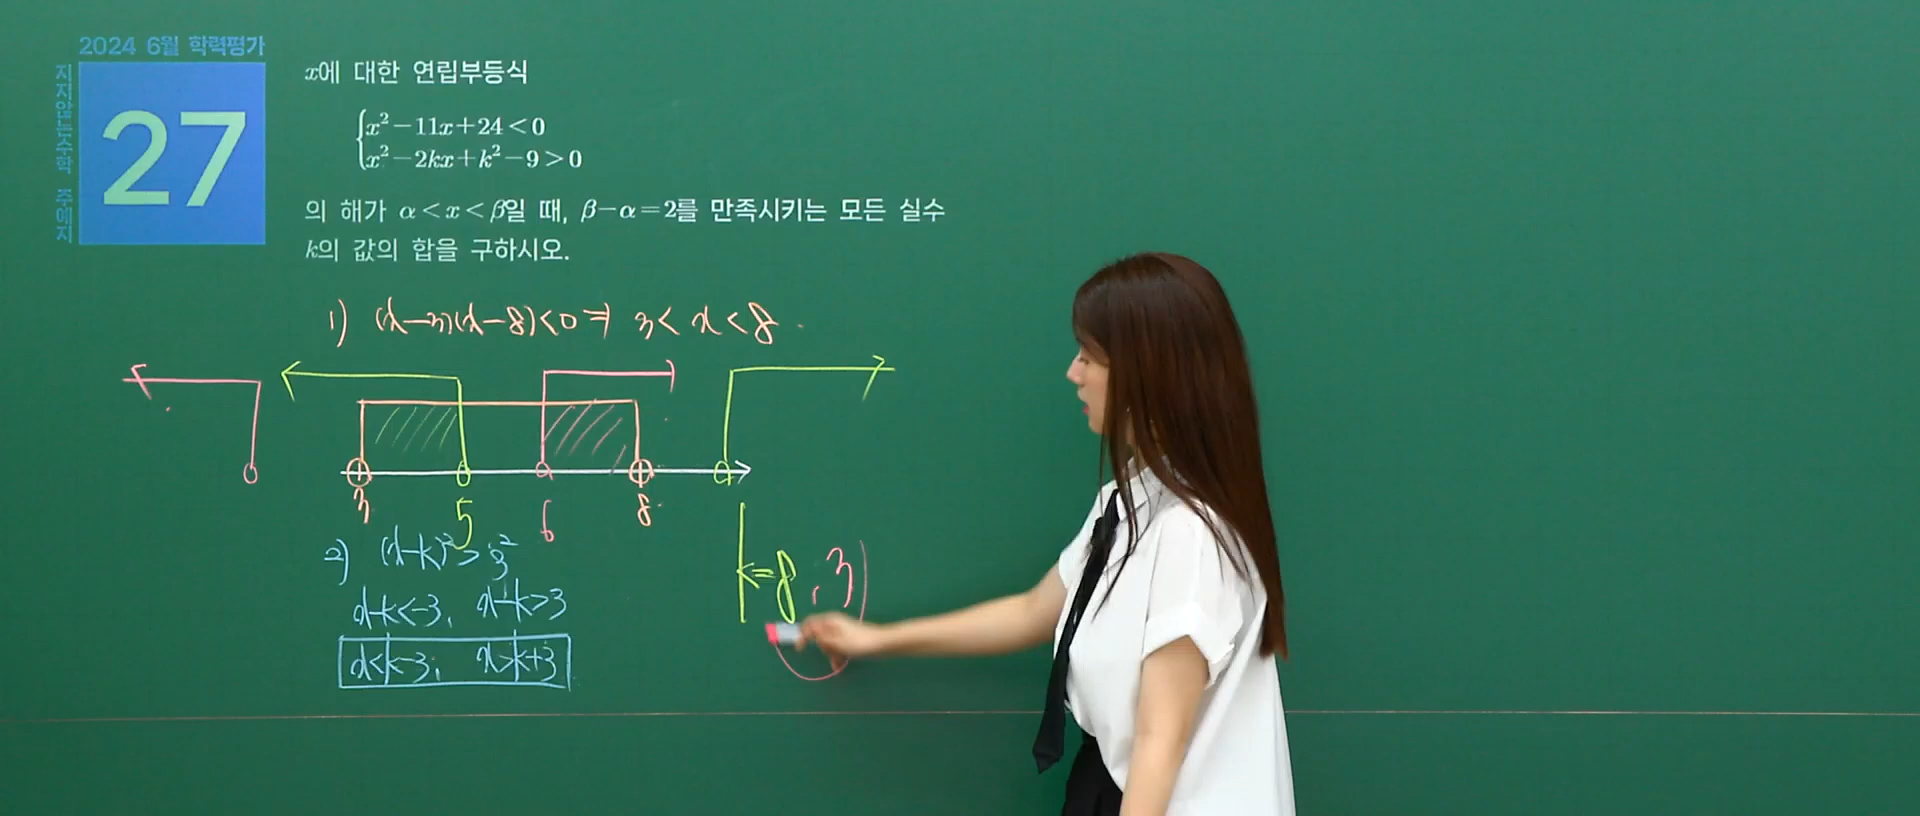 2024 6월 학력평가
지지않는수학 주예지
27
x에 대한 연립부등식
x²-11x+24<0
x²-2kx+k²-9>0
의 해가 α<x<β일 때, β-α=2를 만족시키는 모든 실수
k의 값의 합을 구하시오.
1) (x-3)(x-8)<0 ⇒ 3<x<8.
3 5 6 8
2) (x-k)²>3²
x-k<-3, x-k>3
x<k-3, x>k+3
k=8, 3